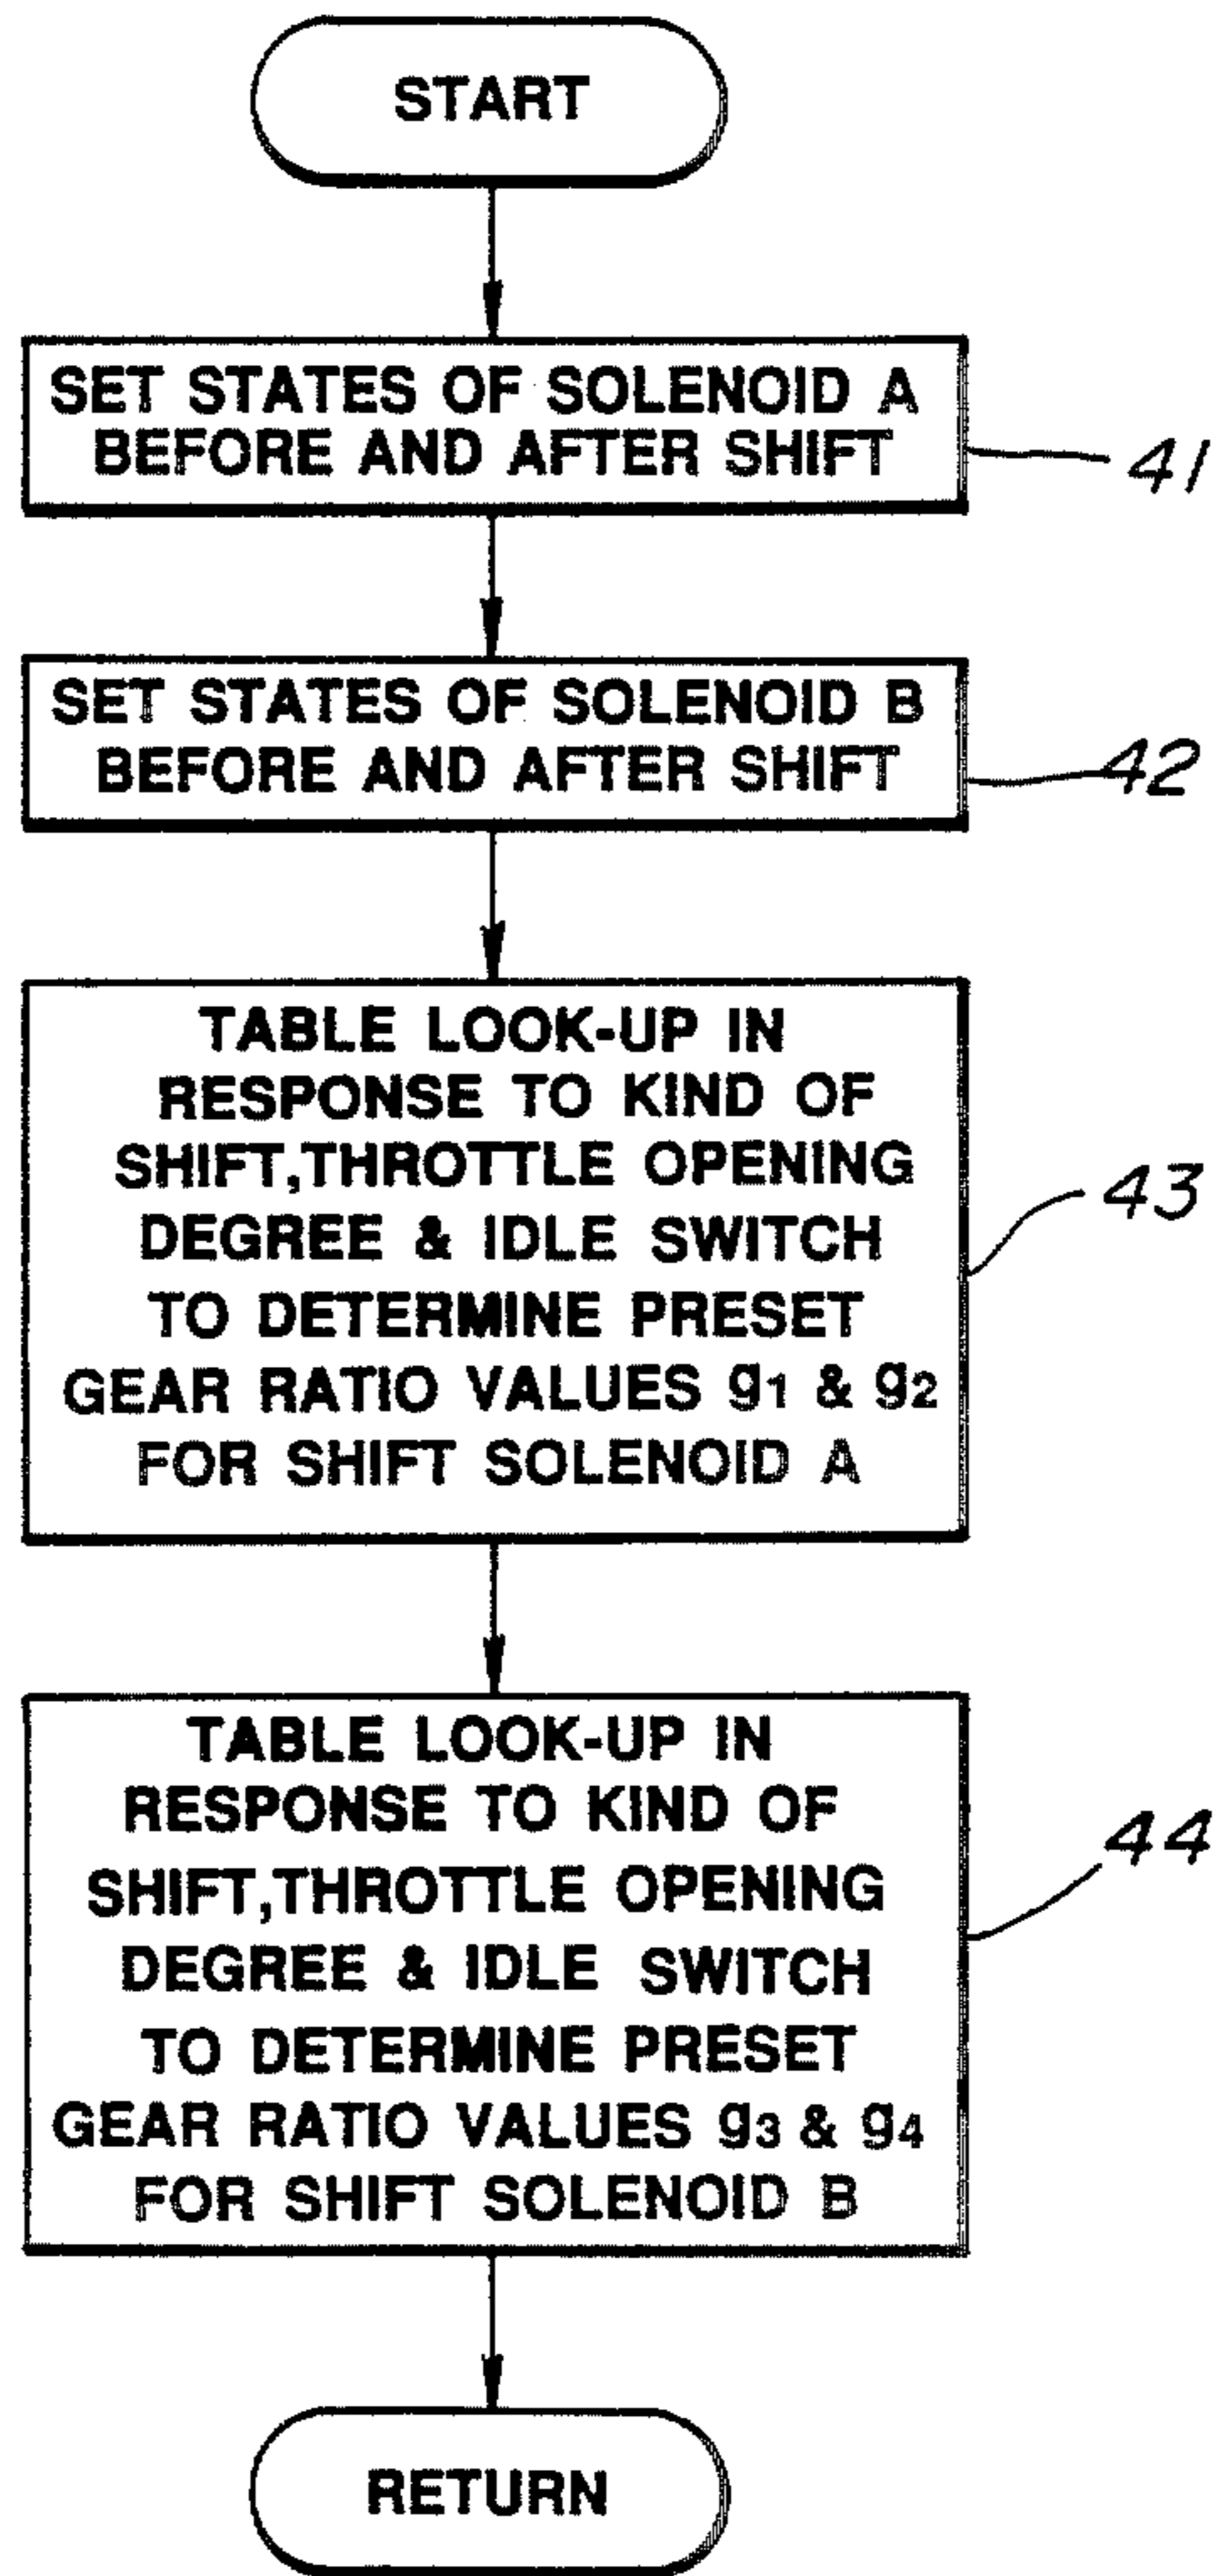 START
SET STATES OF SOLENOID A
BEFORE AND AFTER SHIFT
41
SET STATES OF SOLENOID B
BEFORE AND AFTER SHIFT
42
TABLE LOOK-UP IN
RESPONSE TO KIND OF
SHIFT,THROTTLE OPENING
DEGREE & IDLE SWITCH
TO DETERMINE PRESET
GEAR RATIO VALUES g1 & g2
FOR SHIFT SOLENOID A
43
TABLE LOOK-UP IN
RESPONSE TO KIND OF
SHIFT,THROTTLE OPENING
DEGREE & IDLE SWITCH
TO DETERMINE PRESET
GEAR RATIO VALUES g3 & g4
FOR SHIFT SOLENOID B
44
RETURN